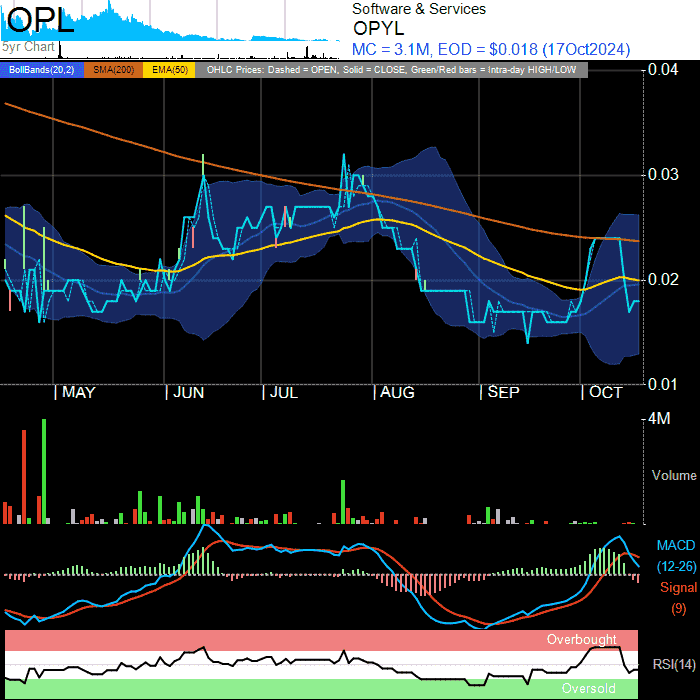 OPL
5yr Chart
Software & Services
OPYL
MC = 3.1M, EOD = $0.018 (17Oct2024)
BollBands(20,2) SMA(200) EMA(50) OHLC Prices: Dashed = OPEN, Solid = CLOSE, Green/Red bars = Intra-day HIGH/LOW
0.04
0.03
0.02
0.01
MAY JUN JUL AUG SEP OCT
4M
Volume
MACD
(12-26)
Signal
(9)
Overbought
RSI(14)
Oversold